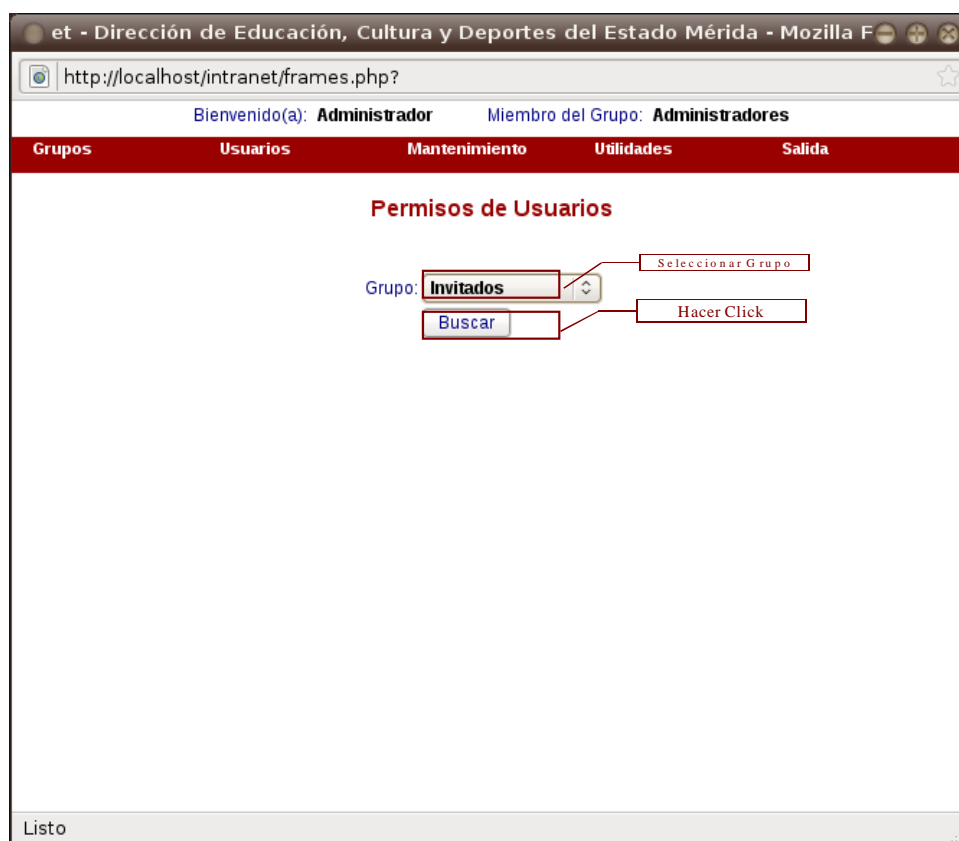 et - Dirección de Educación, Cultura y Deportes del Estado Mérida - Mozilla F
http://localhost/intranet/frames.php?
Bienvenido(a): Administrador Miembro del Grupo: Administradores
Grupos Usuarios Mantenimiento Utilidades Salida
Permisos de Usuarios
Seleccionar Grupo
Grupo: Invitados
Hacer Click
Buscar
Listo